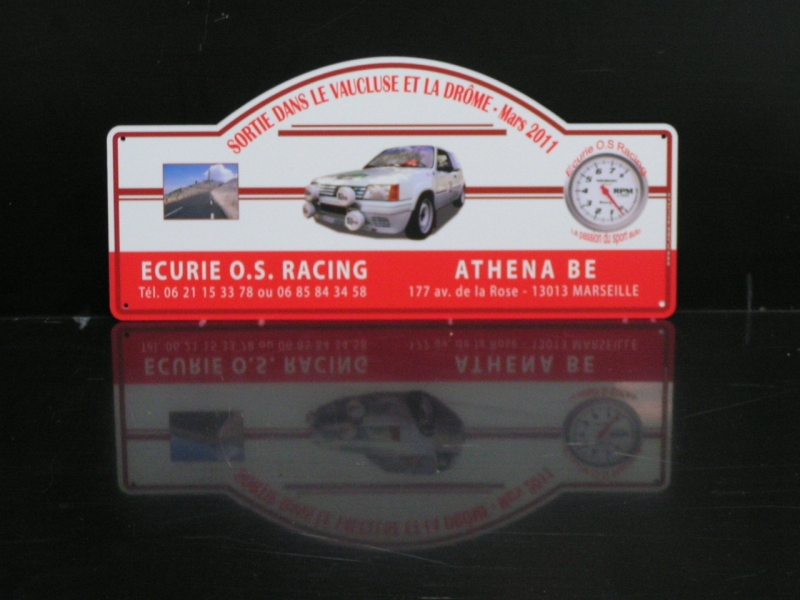 SORTIE DANS LE VAUCLUSE ET LA DRÔME - Mars 2011
Ecurie O.S Racing
RPM
La passion du sport auto
ECURIE O.S. RACING
Tél. 06 21 15 33 78 ou 06 85 84 34 58
ATHENA BE
177 av. de la Rose - 13013 MARSEILLE